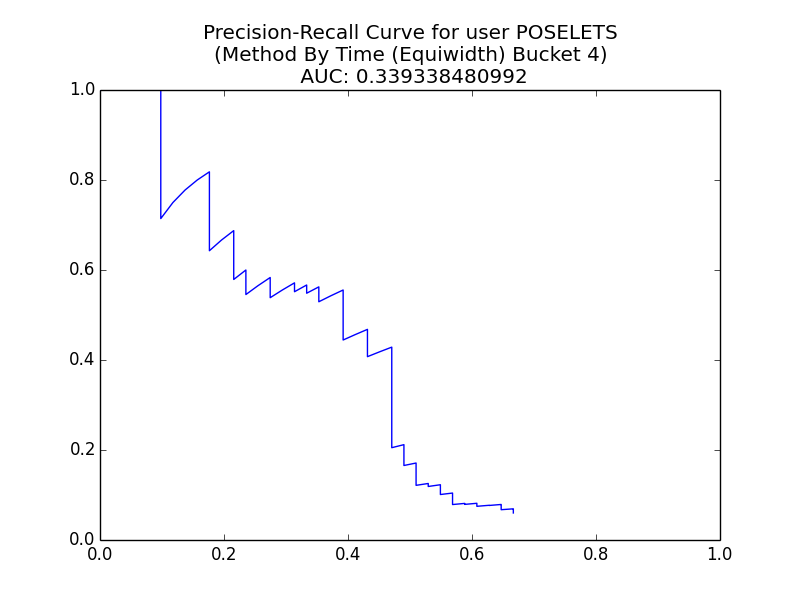 Precision-Recall Curve for user POSELETS
(Method By Time (Equiwidth) Bucket 4)
AUC: 0.339338480992
1.0
0.8
0.6
0.4
0.2
0.0
0.0 0.2 0.4 0.6 0.8 1.0